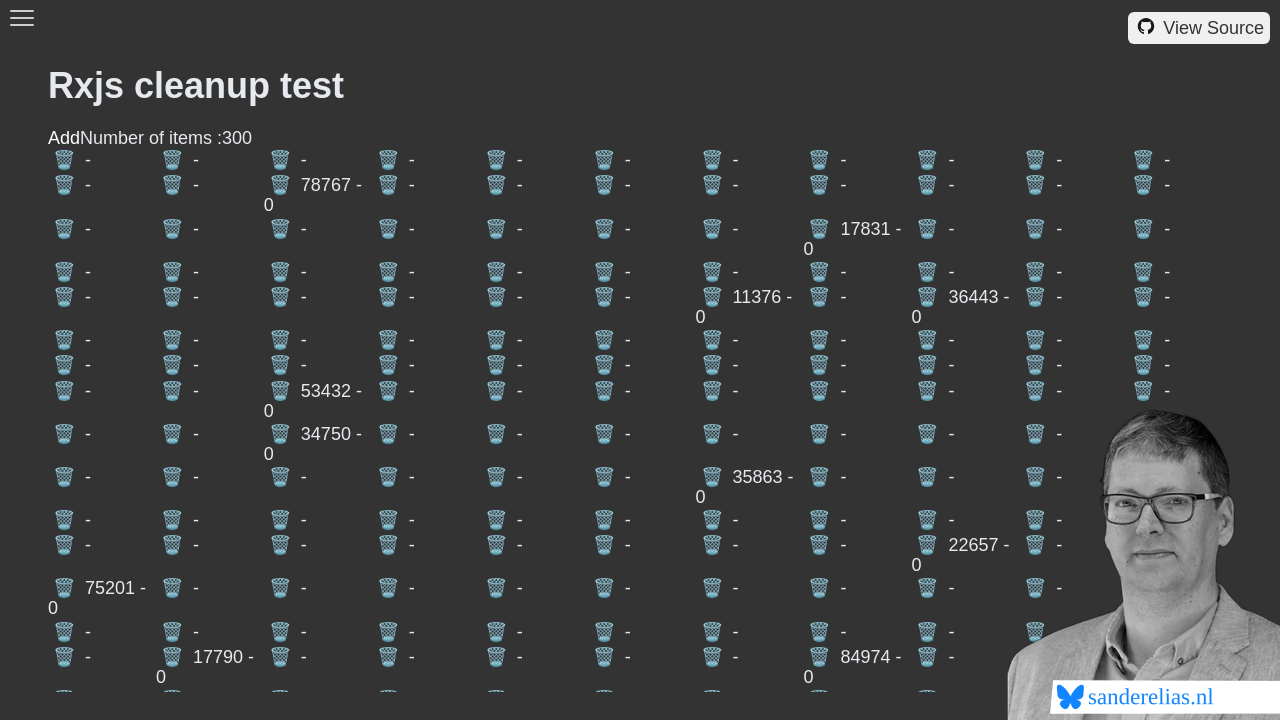 View Source
Rxjs cleanup test
AddNumber of items :300
- - - - - - - - - - -
- - 78767 - - - - - - - - -
0
- - - - - - - 17831 - - - -
0
- - - - - - - - - - -
- - - - - - 11376 - - 36443 - - -
0 0
- - - - - - - - - - -
- - - - - - - - - - -
- - 53432 - - - - - - - - -
0
- - 34750 - - - - - - - -
0
- - - - - - 35863 - - - -
0
- - - - - - - - - -
- - - - - - - - 22657 - -
0
75201 - - - - - - - - - -
0
- - - - - - - - -
- 17790 - - - - - - 84974 - -
0 0
sanderelias.nl